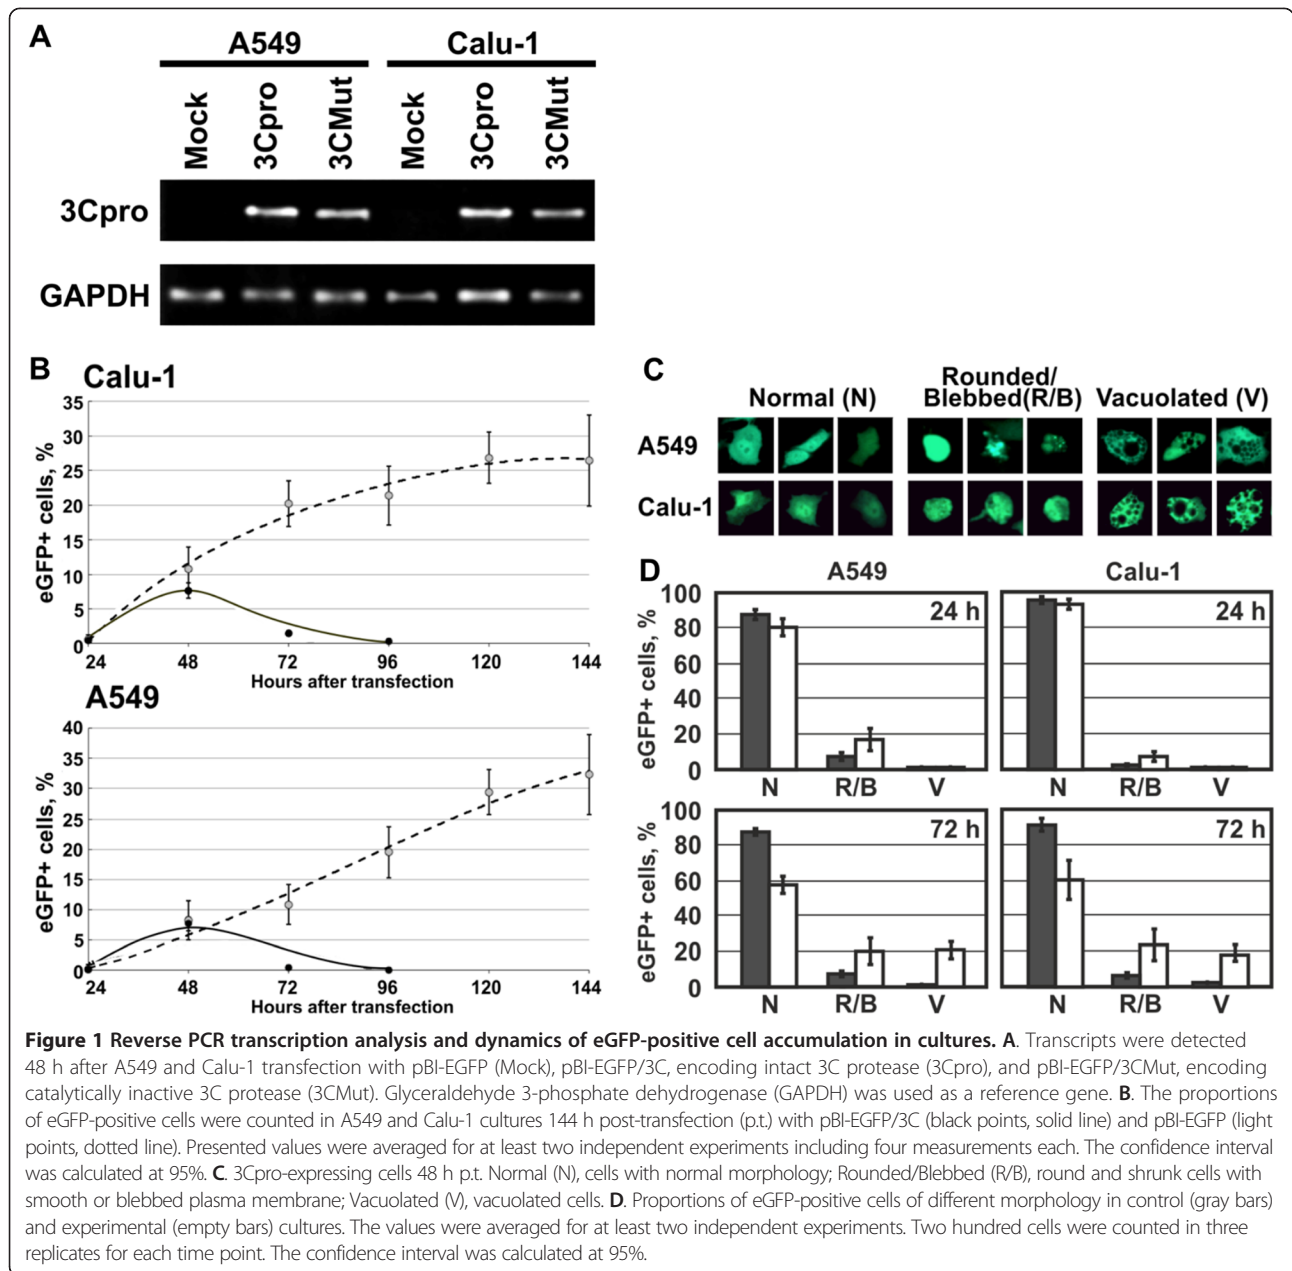 A
A549
Calu-1
Mock
3Cpro
3CMut
Mock
3Cpro
3CMut
3Cpro
GAPDH
B
Calu-1
eGFP+ cells, %
35
30
25
20
15
10
5
0
24 48 72 96 120 144
Hours after transfection
A549
eGFP+ cells, %
40
35
30
25
20
15
10
5
0
24 48 72 96 120 144
Hours after transfection
C
Normal (N)
Rounded/
Blebbed(R/B)
Vacuolated (V)
A549
Calu-1
D
A549
Calu-1
eGFP+ cells, %
100
80
60
40
20
0
24 h
N R/B V
24 h
N R/B V
eGFP+ cells, %
100
80
60
40
20
0
72 h
N R/B V
72 h
N R/B V
Figure 1 Reverse PCR transcription analysis and dynamics of eGFP-positive cell accumulation in cultures. A. Transcripts were detected
48 h after A549 and Calu-1 transfection with pBI-EGFP (Mock), pBI-EGFP/3C, encoding intact 3C protease (3Cpro), and pBI-EGFP/3CMut, encoding
catalytically inactive 3C protease (3CMut). Glyceraldehyde 3-phosphate dehydrogenase (GAPDH) was used as a reference gene. B. The proportions
of eGFP-positive cells were counted in A549 and Calu-1 cultures 144 h post-transfection (p.t.) with pBI-EGFP/3C (black points, solid line) and pBI-EGFP (light
points, dotted line). Presented values were averaged for at least two independent experiments including four measurements each. The confidence interval
was calculated at 95%. C. 3Cpro-expressing cells 48 h p.t. Normal (N), cells with normal morphology; Rounded/Blebbed (R/B), round and shrunk cells with
smooth or blebbed plasma membrane; Vacuolated (V), vacuolated cells. D. Proportions of eGFP-positive cells of different morphology in control (gray bars)
and experimental (empty bars) cultures. The values were averaged for at least two independent experiments. Two hundred cells were counted in three
replicates for each time point. The confidence interval was calculated at 95%.